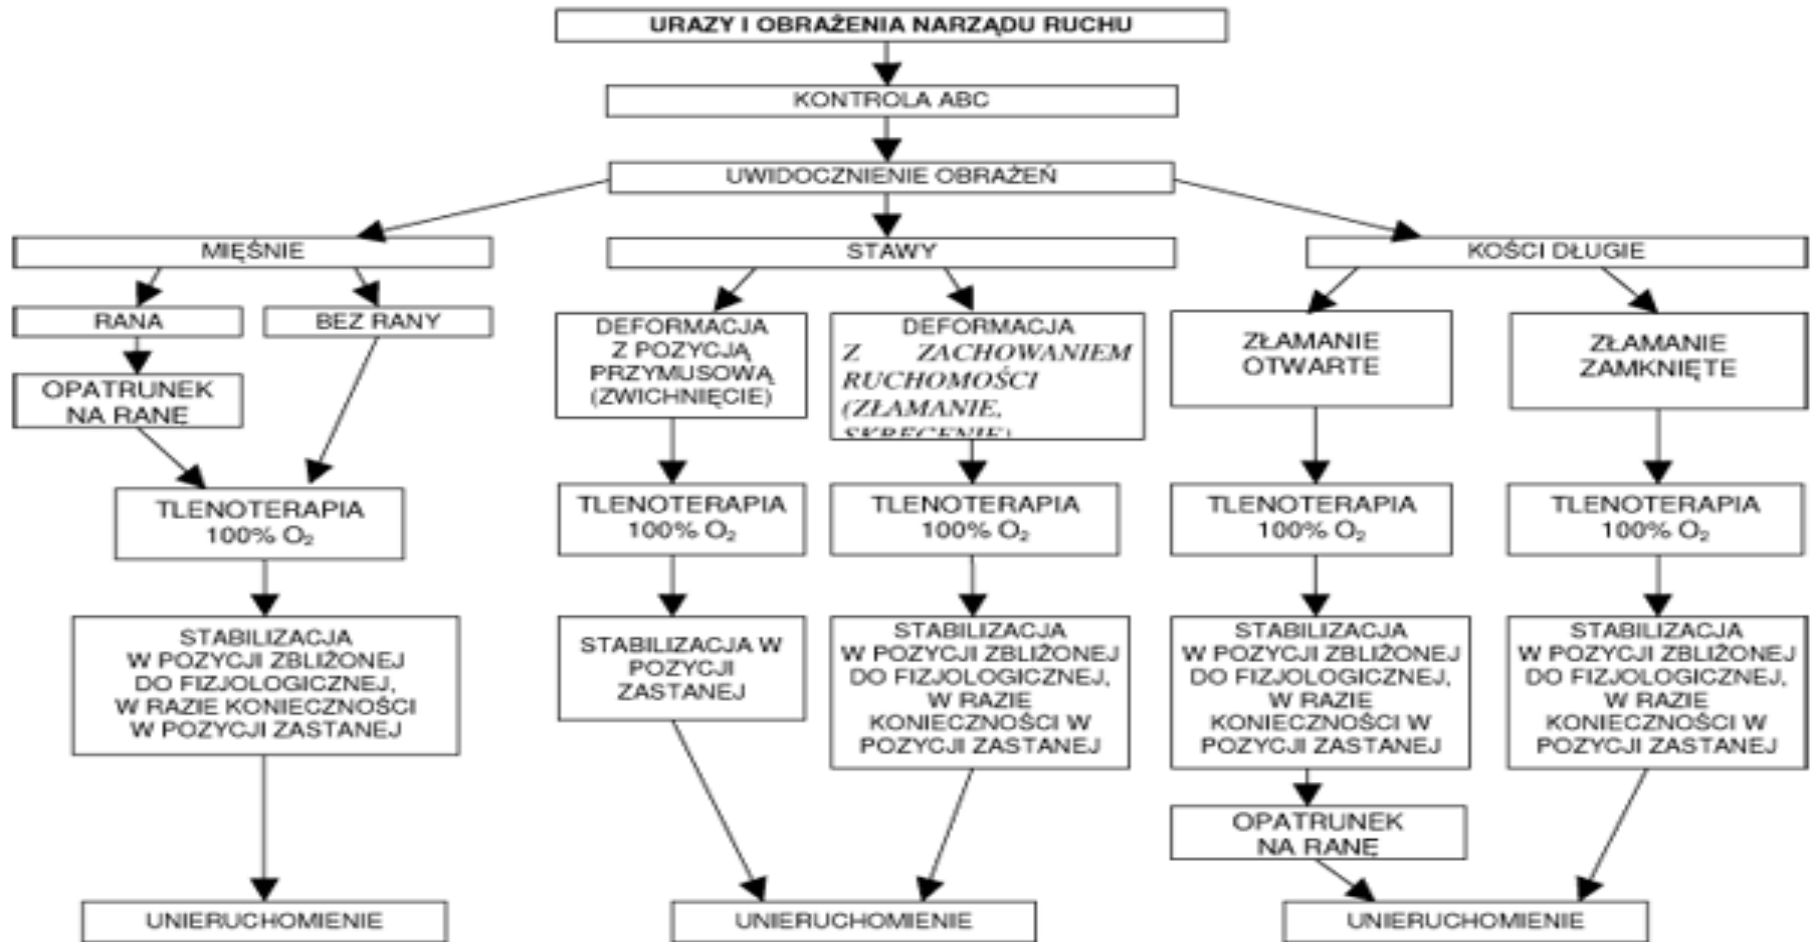 URAZY I OBRAŻENIA NARZĄDU RUCHU
KONTROLA ABC
UWIDOCZNIENIE OBRAŻEŃ
MIĘŚNIE
STAWY
KOŚCI DŁUGIE
RANA
BEZ RANY
OPATRUNEK
NA RANĘ
DEFORMACJA
Z POZYCJĄ
PRZYMUSOWĄ
(ZWICHNIĘCIE)
DEFORMACJA
Z ZACHOWANIEM
RUCHOMOŚCI
(ZŁAMANIE,
SKRĘCENIE)
ZŁAMANIE
OTWARTE
ZŁAMANIE
ZAMKNIĘTE
TLENOTERAPIA
100% O₂
TLENOTERAPIA
100% O₂
TLENOTERAPIA
100% O₂
TLENOTERAPIA
100% O₂
TLENOTERAPIA
100% O₂
STABILIZACJA
W POZYCJI ZBLIŻONEJ
DO FIZJOLOGICZNEJ,
W RAZIE KONIECZNOŚCI
W POZYCJI ZASTANEJ
STABILIZACJA W
POZYCJI
ZASTANEJ
STABILIZACJA
W POZYCJI ZBLIŻONEJ
DO FIZJOLOGICZNEJ,
W RAZIE
KONIECZNOŚCI W
POZYCJI ZASTANEJ
STABILIZACJA
W POZYCJI ZBLIŻONEJ
DO FIZJOLOGICZNEJ,
W RAZIE
KONIECZNOŚCI W
POZYCJI ZASTANEJ
STABILIZACJA
W POZYCJI ZBLIŻONEJ
DO FIZJOLOGICZNEJ,
W RAZIE
KONIECZNOŚCI W
POZYCJI ZASTANEJ
OPATRUNEK
NA RANĘ
UNIERUCHOMIENIE
UNIERUCHOMIENIE
UNIERUCHOMIENIE